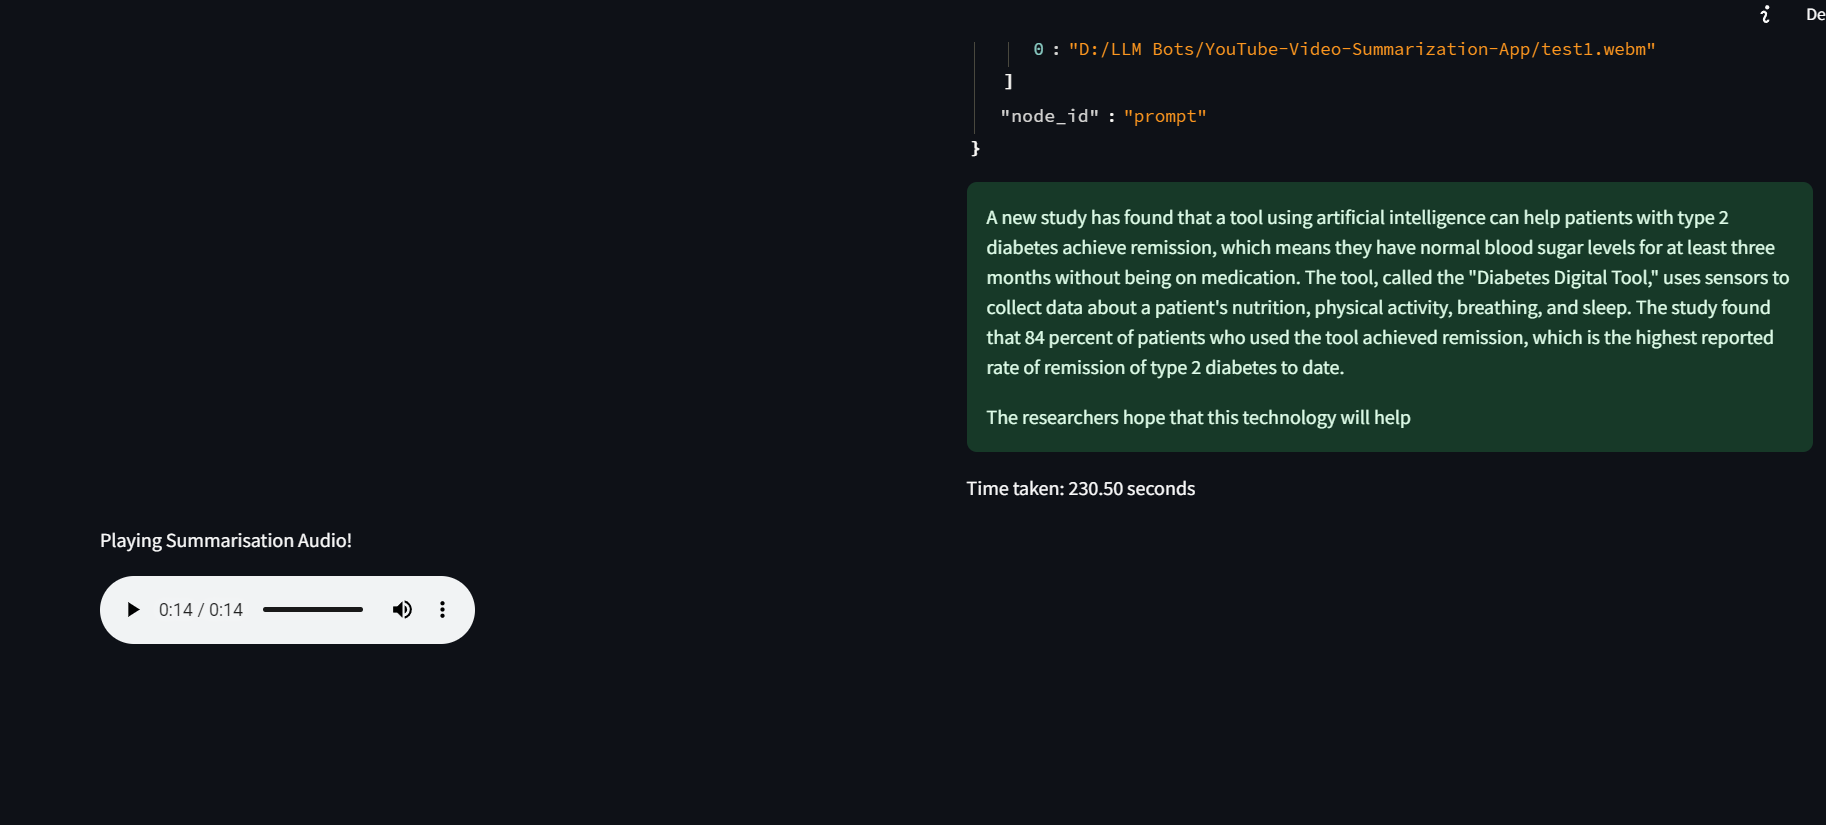 De
0 : "D:/LLM Bots/YouTube-Video-Summarization-App/test1.webm"
]
"node_id" : "prompt"
}
A new study has found that a tool using artificial intelligence can help patients with type 2
diabetes achieve remission, which means they have normal blood sugar levels for at least three
months without being on medication. The tool, called the "Diabetes Digital Tool," uses sensors to
collect data about a patient's nutrition, physical activity, breathing, and sleep. The study found
that 84 percent of patients who used the tool achieved remission, which is the highest reported
rate of remission of type 2 diabetes to date.
The researchers hope that this technology will help
Time taken: 230.50 seconds
Playing Summarisation Audio!
0:14 / 0:14